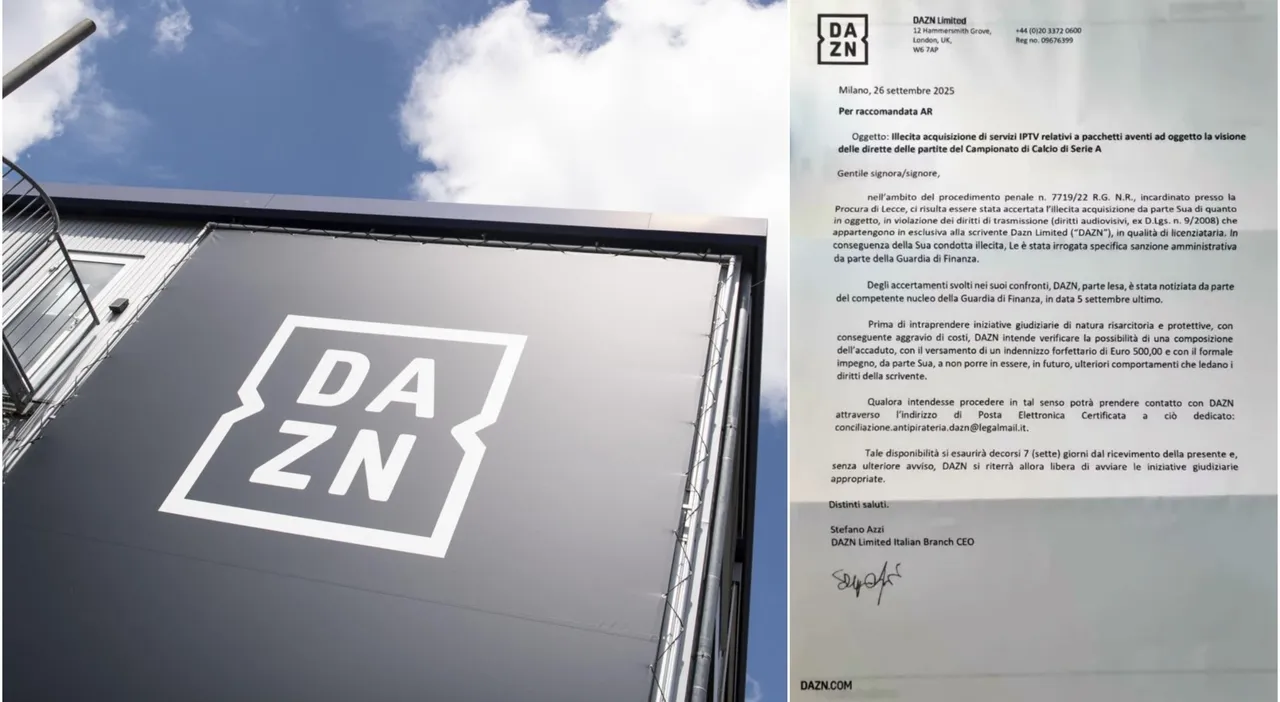 DA
ZN
DA
ZN
DAZN Limited
12 Hammersmith Grove,
London, UK,
W6 7AP
+44 (0)20 3372 0600
Reg no. 09676399
Milano, 26 settembre 2025
Per raccomandata AR
Oggetto: Illecita acquisizione di servizi IPTV relativi a pacchetti aventi ad oggetto la visione
delle dirette delle partite del Campionato di Calcio di Serie A
Gentile signora/signore,
nell'ambito del procedimento penale n. 7719/22 R.G. N.R., incardinato presso la
Procura di Lecce, ci risulta essere stata accertata l'illecita acquisizione da parte Sua di quanto
in oggetto, in violazione dei diritti di trasmissione (diritti audiovisivi, ex D.Lgs. n. 9/2008) che
appartengono in esclusiva alla scrivente Dazn Limited ("DAZN"), in qualità di licenziataria. In
conseguenza della Sua condotta illecita, Le è stata irrogata specifica sanzione amministrativa
da parte della Guardia di Finanza.
Degli accertamenti svolti nei suoi confronti, DAZN, parte lesa, è stata notiziata da parte
del competente nucleo della Guardia di Finanza, in data 5 settembre ultimo.
Prima di intraprendere iniziative giudiziarie di natura risarcitoria e protettive, con
conseguente aggravio di costi, DAZN intende verificare la possibilità di una composizione
dell'accaduto, con il versamento di un indennizzo forfettario di Euro 500,00 e con il formale
impegno, da parte Sua, a non porre in essere, in futuro, ulteriori comportamenti che ledano i
diritti della scrivente.
Qualora intendesse procedere in tal senso potrà prendere contatto con DAZN
attraverso l'indirizzo di Posta Elettronica Certificata a ciò dedicato:
conciliazione.antipirateria.dazn@legalmail.it.
Tale disponibilità si esaurirà decorsi 7 (sette) giorni dal ricevimento della presente e,
senza ulteriore avviso, DAZN si riterrà allora libera di avviare le iniziative giudiziarie
appropriate.
Distinti saluti.
Stefano Azzi
DAZN Limited Italian Branch CEO
DAZN.COM